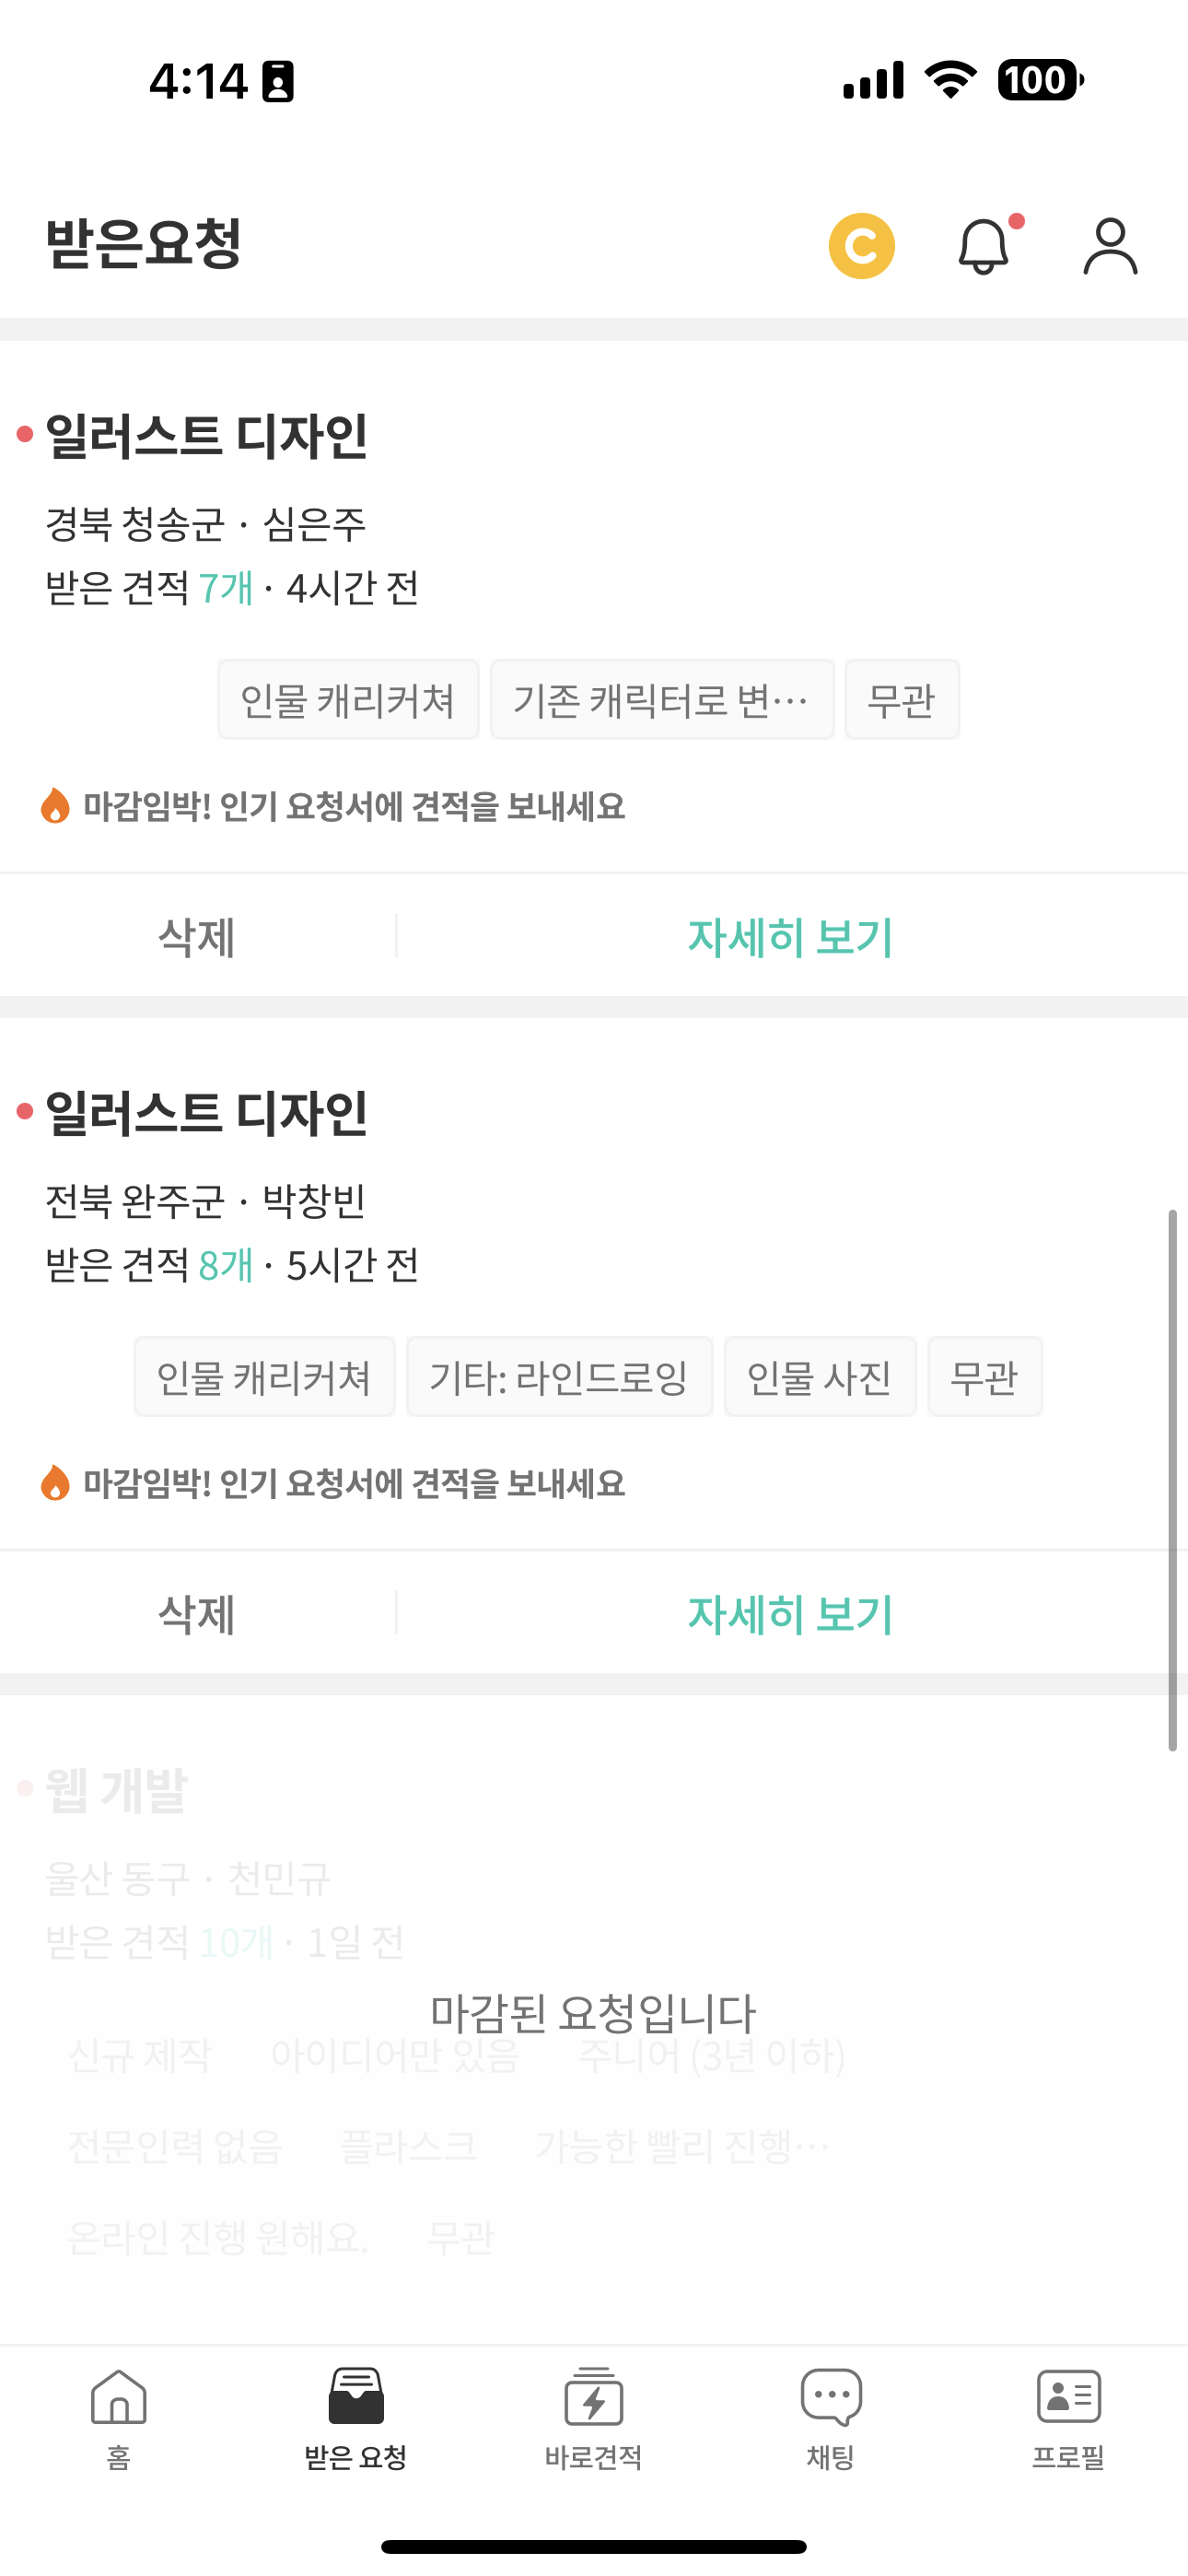 4:14
100
받은요청
일러스트 디자인
경북 청송군 · 심은주
받은 견적 7개 · 4시간 전
인물 캐리커쳐 기존 캐릭터로 변··· 무관
마감임박! 인기 요청서에 견적을 보내세요
삭제 자세히 보기
일러스트 디자인
전북 완주군 · 박창빈
받은 견적 8개 · 5시간 전
인물 캐리커쳐 기타: 라인드로잉 인물 사진 무관
마감임박! 인기 요청서에 견적을 보내세요
삭제 자세히 보기
웹 개발
울산 동구 · 천민규
받은 견적 10개 · 1일 전
마감된 요청입니다
신규 제작 아이디어만 있음 주니어 (3년 이하)
전문인력 없음 플라스크 가능한 빨리 진행···
온라인 진행 원해요. 무관
홈 받은 요청 바로견적 채팅 프로필